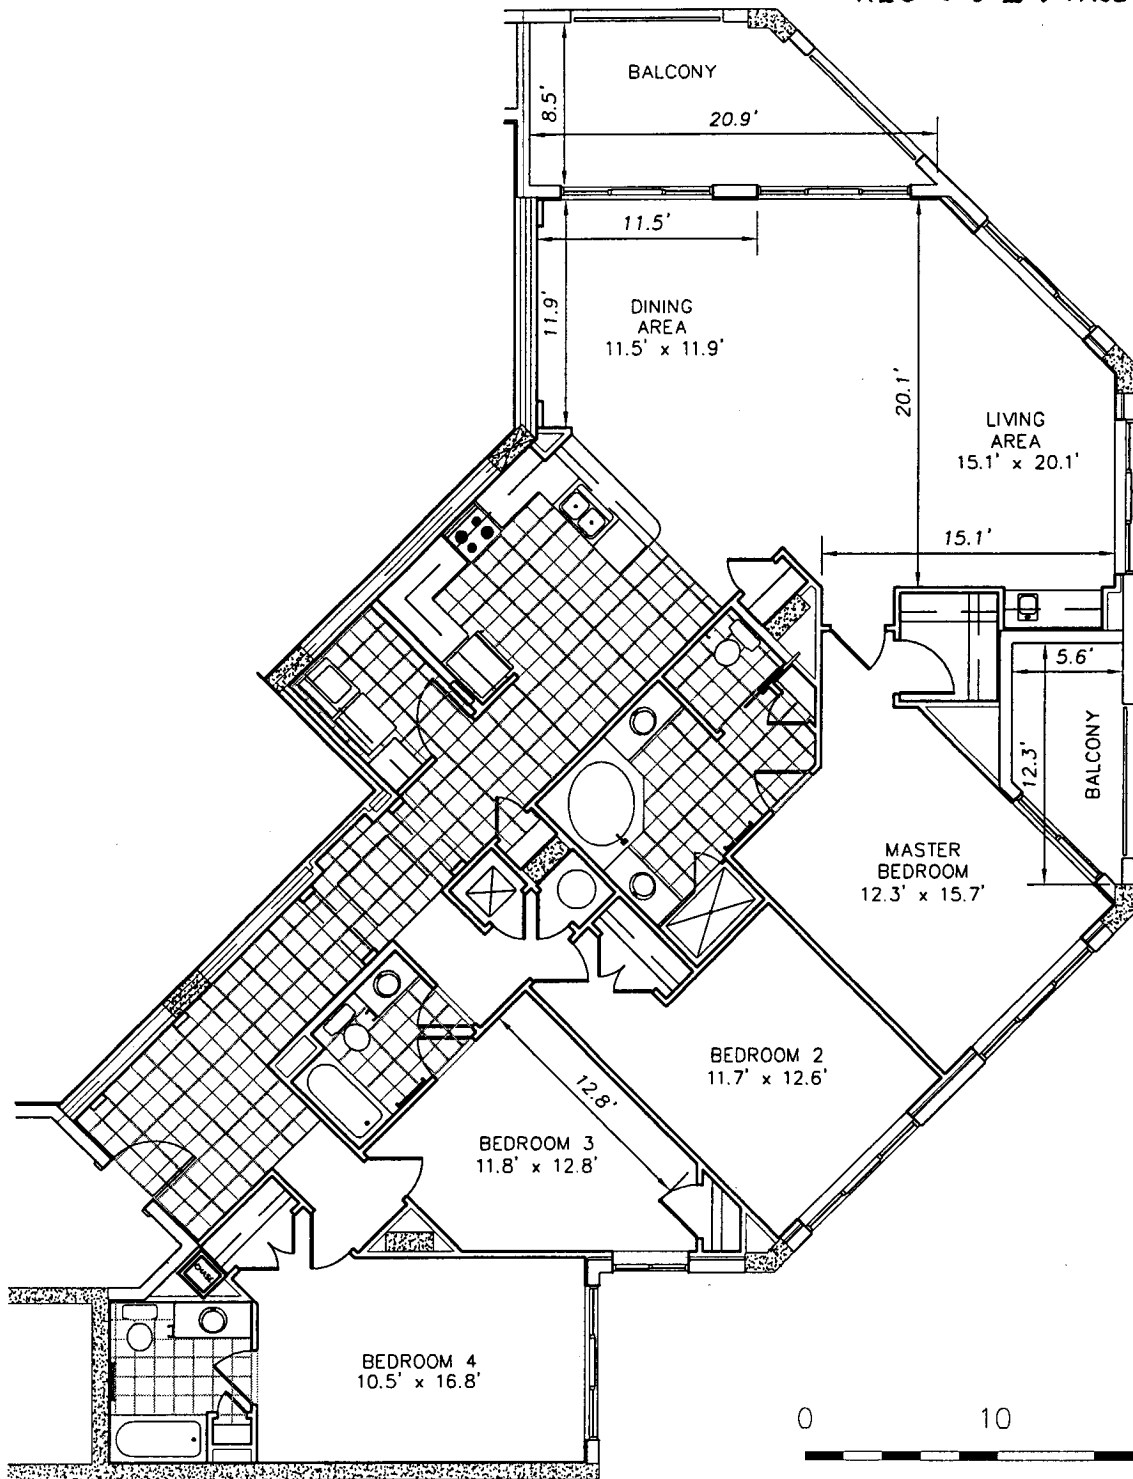 BALCONY
8.5'
20.9'
11.5'
11.9'
DINING
AREA
11.5' x 11.9'
20.1'
LIVING
AREA
15.1' x 20.1'
15.1'
5.6'
12.3'
BALCONY
MASTER
BEDROOM
12.3' x 15.7'
BEDROOM 2
11.7' x 12.6'
12.8'
BEDROOM 3
11.8' x 12.8'
CHASE
BEDROOM 4
10.5' x 16.8'
0 10